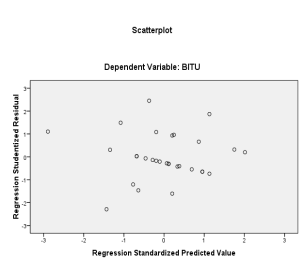 Scatterplot
Dependent Variable: BITU
Regression Studentized Residual
3
2
1
0
-1
-2
-3
-3 -2 -1 0 1 2 3
Regression Standardized Predicted Value